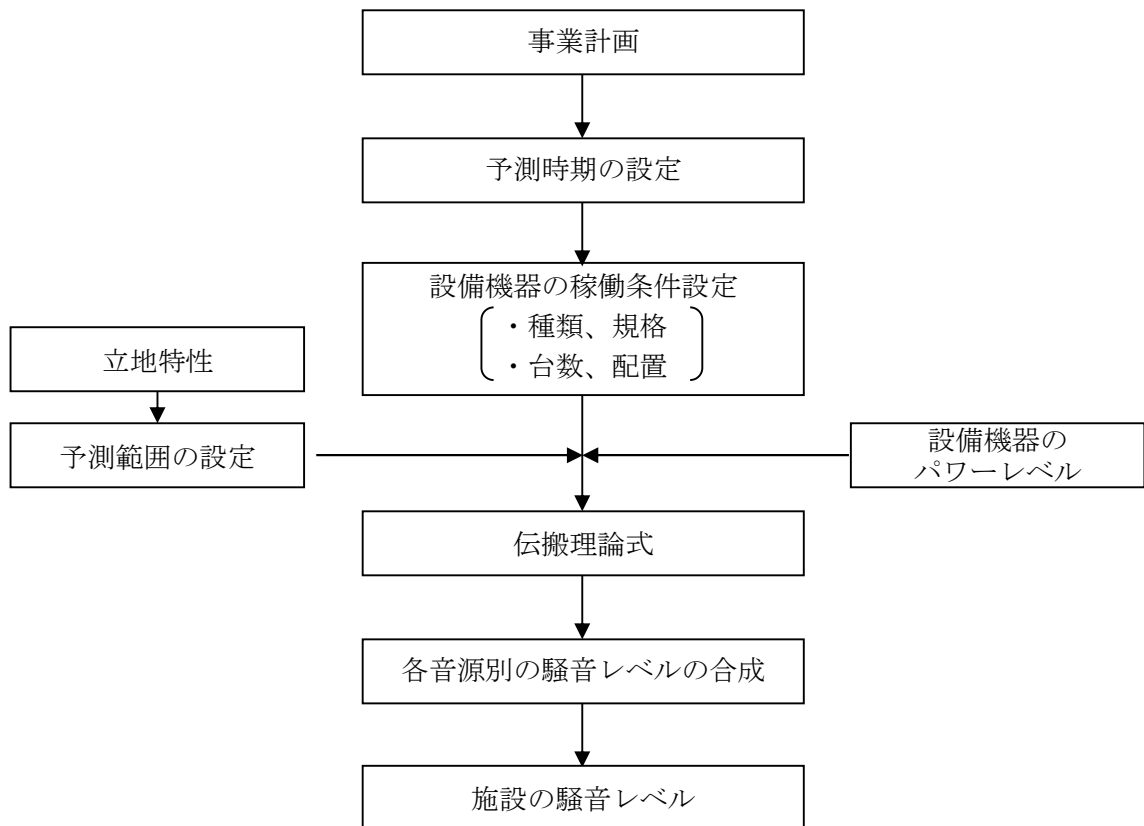 事業計画
予測時期の設定
設備機器の稼働条件設定
・種類、規格
・台数、配置
立地特性
予測範囲の設定
設備機器の
パワーレベル
伝搬理論式
各音源別の騒音レベルの合成
施設の騒音レベル